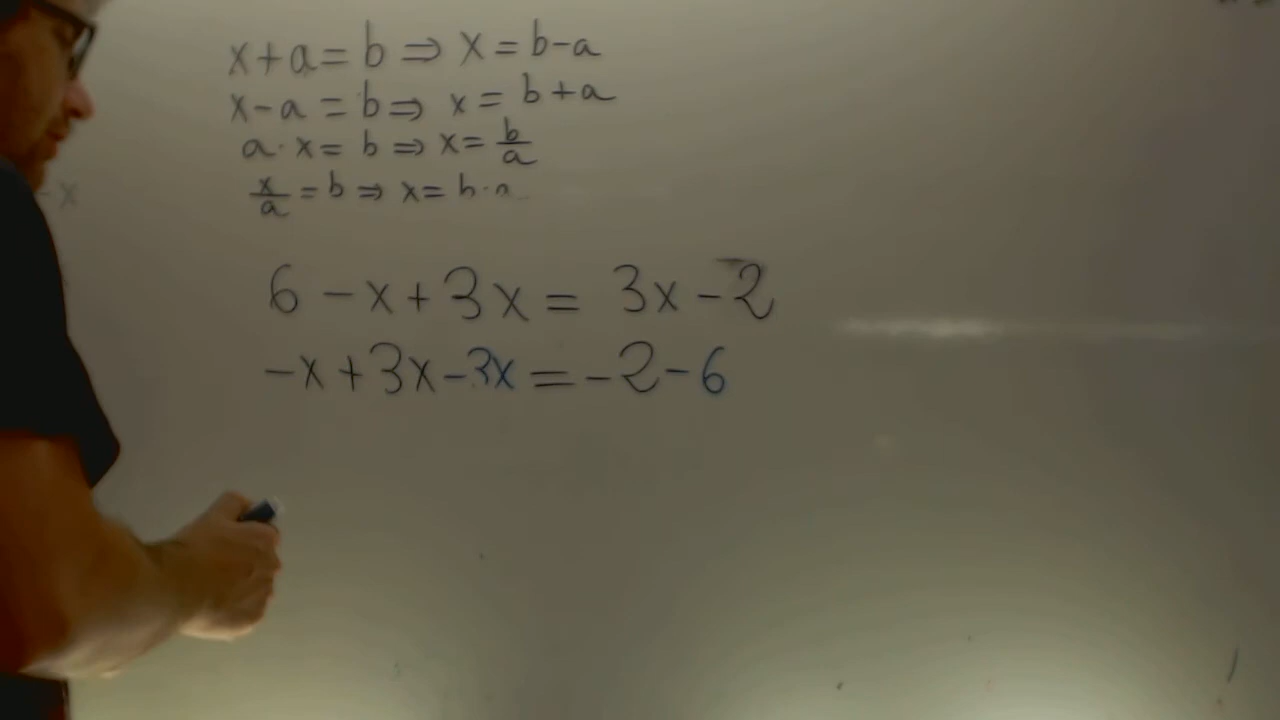 x+a=b⇒x=b-a
x-a=b⇒x=b+a
a·x=b⇒x=b/a
x/a=b⇒x=b·a
-x
6-x+3x=3x-2
-x+3x-3x=-2-6